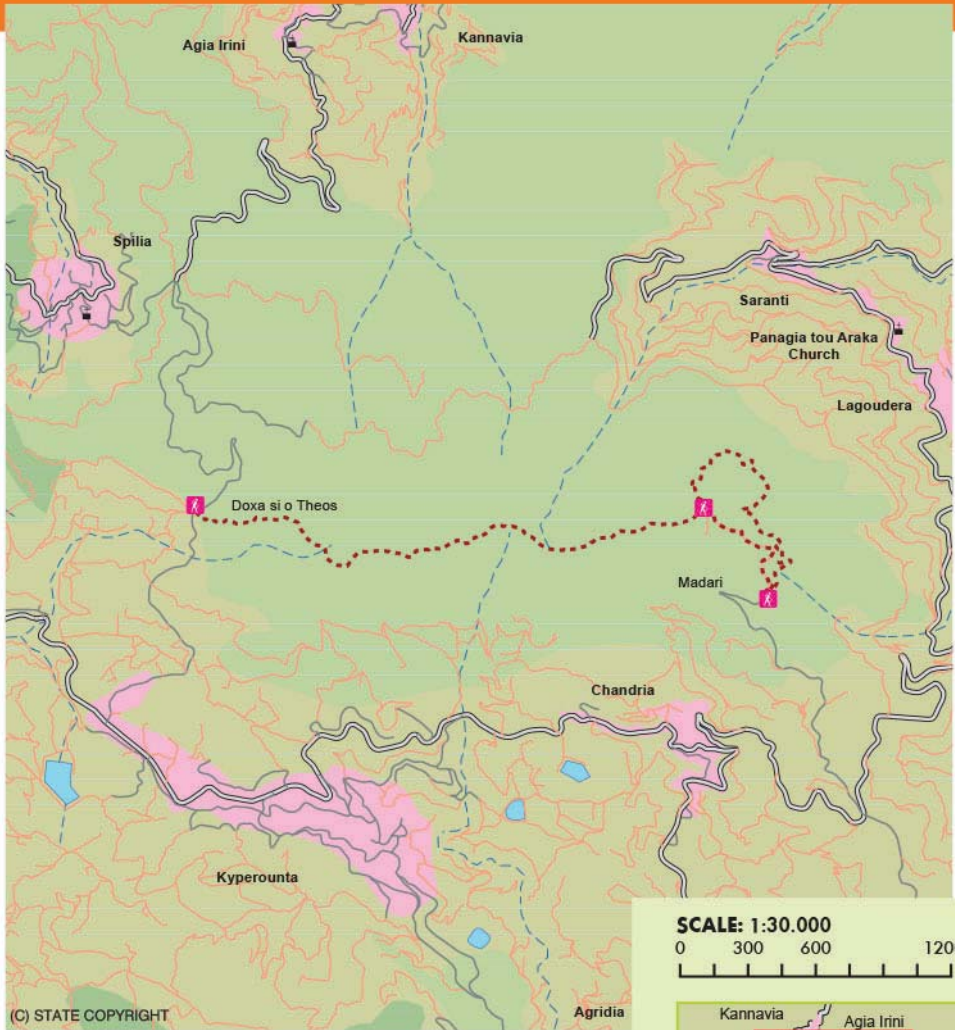 Agia Irini
Kannavia
Spilia
Saranti
Panagia tou Araka
Church
Lagoudera
Doxa si o Theos
Madari
Chandria
Kyperounta
SCALE: 1:30.000
0 300 600 120
Kannavia
Agia Irini
Agridia
(C) STATE COPYRIGHT